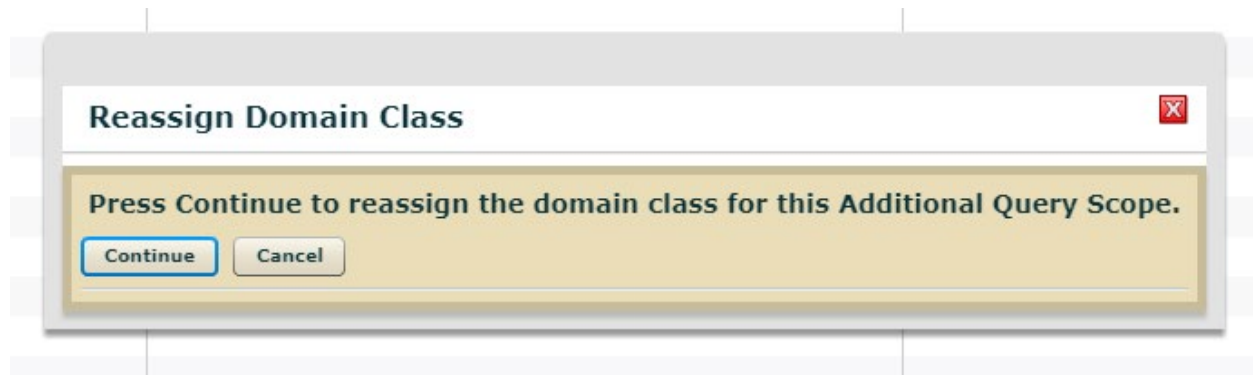 Reassign Domain Class
Press Continue to reassign the domain class for this Additional Query Scope.
Continue
Cancel